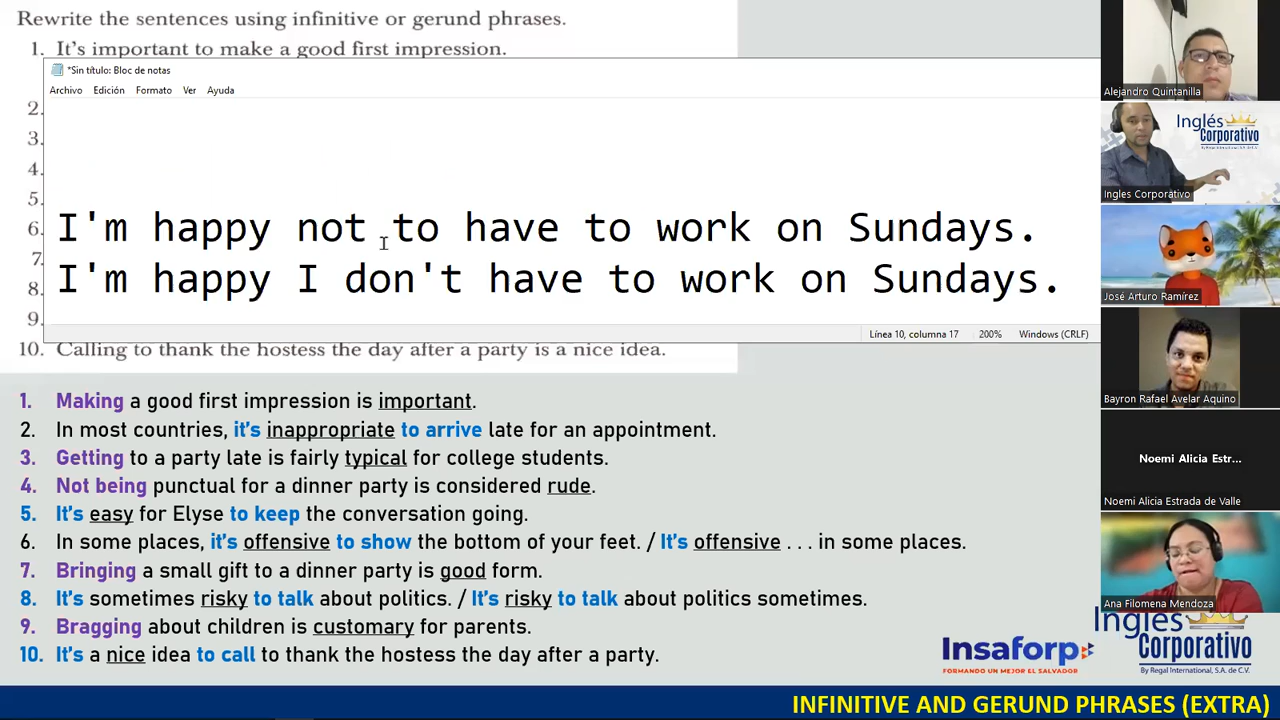 Rewrite the sentences using infinitive or gerund phrases.
1. It's important to make a good first impression.
*Sin título: Bloc de notas
Archivo Edición Formato Ver Ayuda
2.
3.
4.
5.
6.
7.
8.
9.
I'm happy not to have to work on Sundays.
I'm happy I don't have to work on Sundays.
Línea 10, columna 17 200% Windows (CRLF)
10. Calling to thank the hostess the day after a party is a nice idea.
1. Making a good first impression is important.
2. In most countries, it's inappropriate to arrive late for an appointment.
3. Getting to a party late is fairly typical for college students.
4. Not being punctual for a dinner party is considered rude.
5. It's easy for Elyse to keep the conversation going.
6. In some places, it's offensive to show the bottom of your feet. / It's offensive . . . in some places.
7. Bringing a small gift to a dinner party is good form.
8. It's sometimes risky to talk about politics. / It's risky to talk about politics sometimes.
9. Bragging about children is customary for parents.
10. It's a nice idea to call to thank the hostess the day after a party.
Insaforp
FORMANDO UN MEJOR EL SALVADOR
Inglés
Corporativo
By Regal International, S.A. de C.V.
INFINITIVE AND GERUND PHRASES (EXTRA)
Alejandro Quintanilla
Inglés
Corporativo
By Regal International, S.A. de C.V.
Ingles Corporativo
José Arturo Ramírez
Bayron Rafael Avelar Aquino
Noemi Alicia Estr...
Noemi Alicia Estrada de Valle
Ana Filomena Mendoza